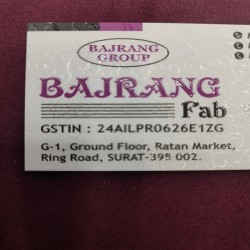 BAJRANG
GROUP
BAJRANG
Fab
GSTIN : 24AILPR0626E1ZG
G-1, Ground Floor, Ratan Market,
Ring Road, SURAT-395 002.